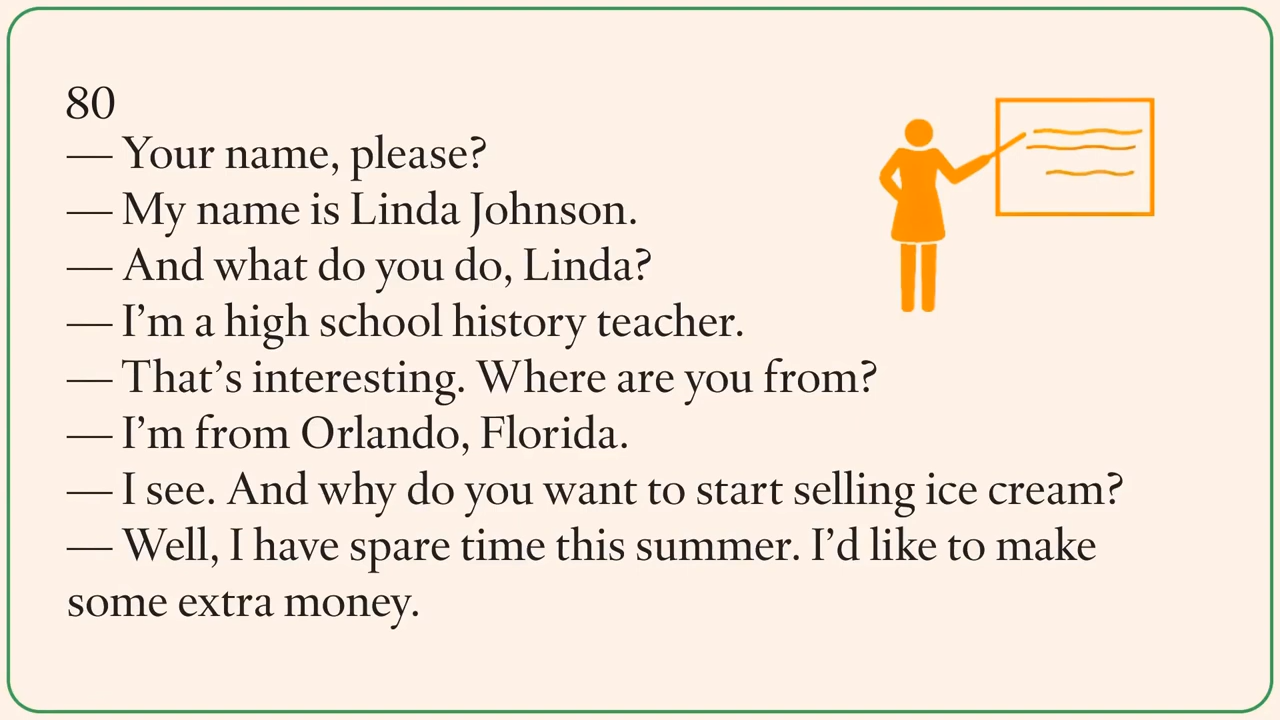 80
— Your name, please?
— My name is Linda Johnson.
— And what do you do, Linda?
— I’m a high school history teacher.
— That’s interesting. Where are you from?
— I’m from Orlando, Florida.
— I see. And why do you want to start selling ice cream?
— Well, I have spare time this summer. I’d like to make
some extra money.